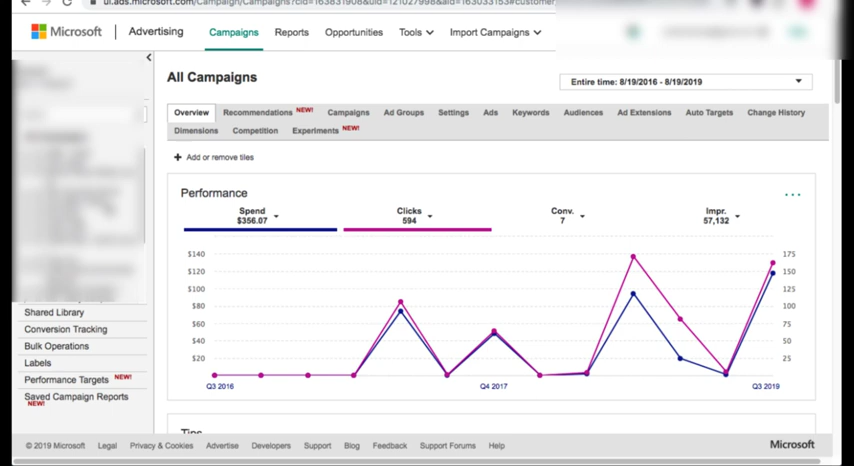 ui.ads.microsoft.com/Campaign/Campaigns?cid=163831908&uid=121027998&aid=163033153#customer
Microsoft Advertising Campaigns Reports Opportunities Tools Import Campaigns
All Campaigns
Entire time: 8/19/2016 - 8/19/2019
Overview Recommendations NEW! Campaigns Ad Groups Settings Ads Keywords Audiences Ad Extensions Auto Targets Change History
Dimensions Competition Experiments NEW!
+ Add or remove tiles
Performance
Spend Clicks Conv. Impr.
$356.07 594 7 57,132
$140 175
$120 150
$100 125
$80 100
$60 75
$40 50
$20 25
Q3 2016 Q4 2017 Q3 2019
Tips
Shared Library
Conversion Tracking
Bulk Operations
Labels
Performance Targets NEW!
Saved Campaign Reports
NEW!
© 2019 Microsoft Legal Privacy & Cookies Advertise Developers Support Blog Feedback Support Forums Help Microsoft